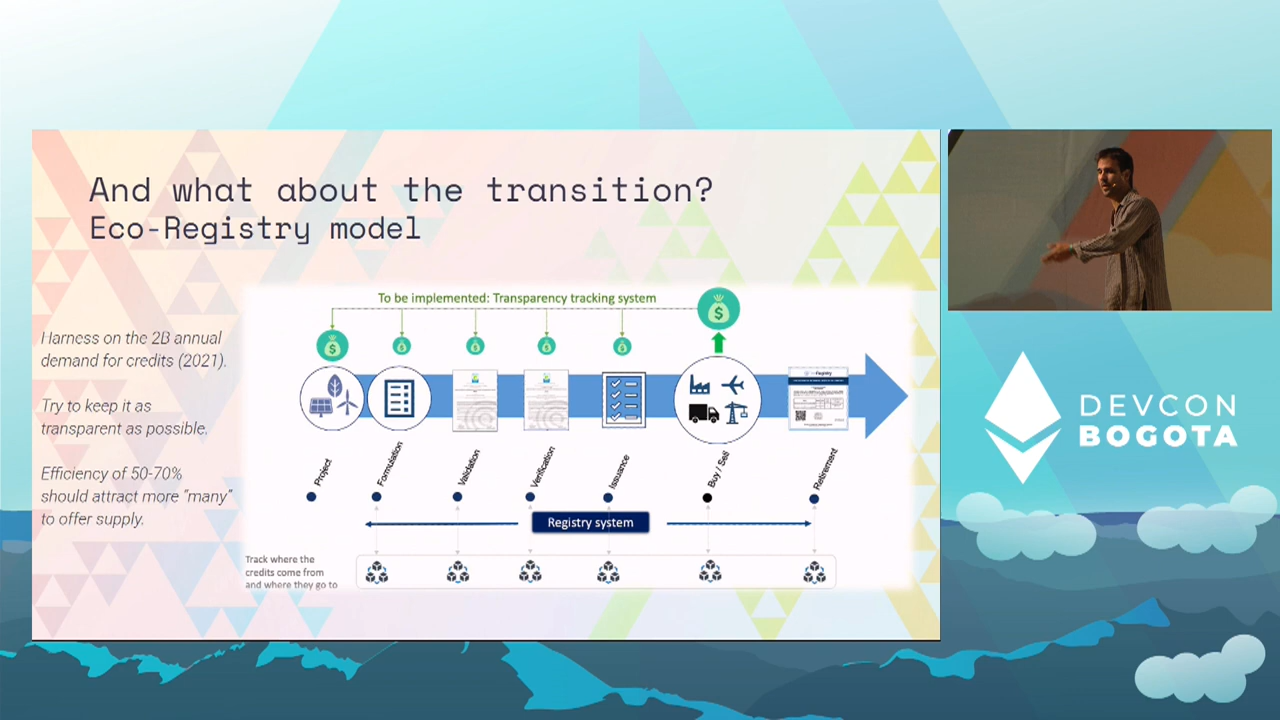 And what about the transition?
Eco-Registry model
Harness on the 2B annual
demand for credits (2021).
Try to keep it as
transparent as possible.
Efficiency of 50-70%
should attract more “many”
to offer supply.
To be implemented: Transparency tracking system
Project
Formulation
Validation
Verification
Issuance
Buy / Sell
Retirement
Registry system
Track where the
credits come from
and where they go to
DEVCON
BOGOTA